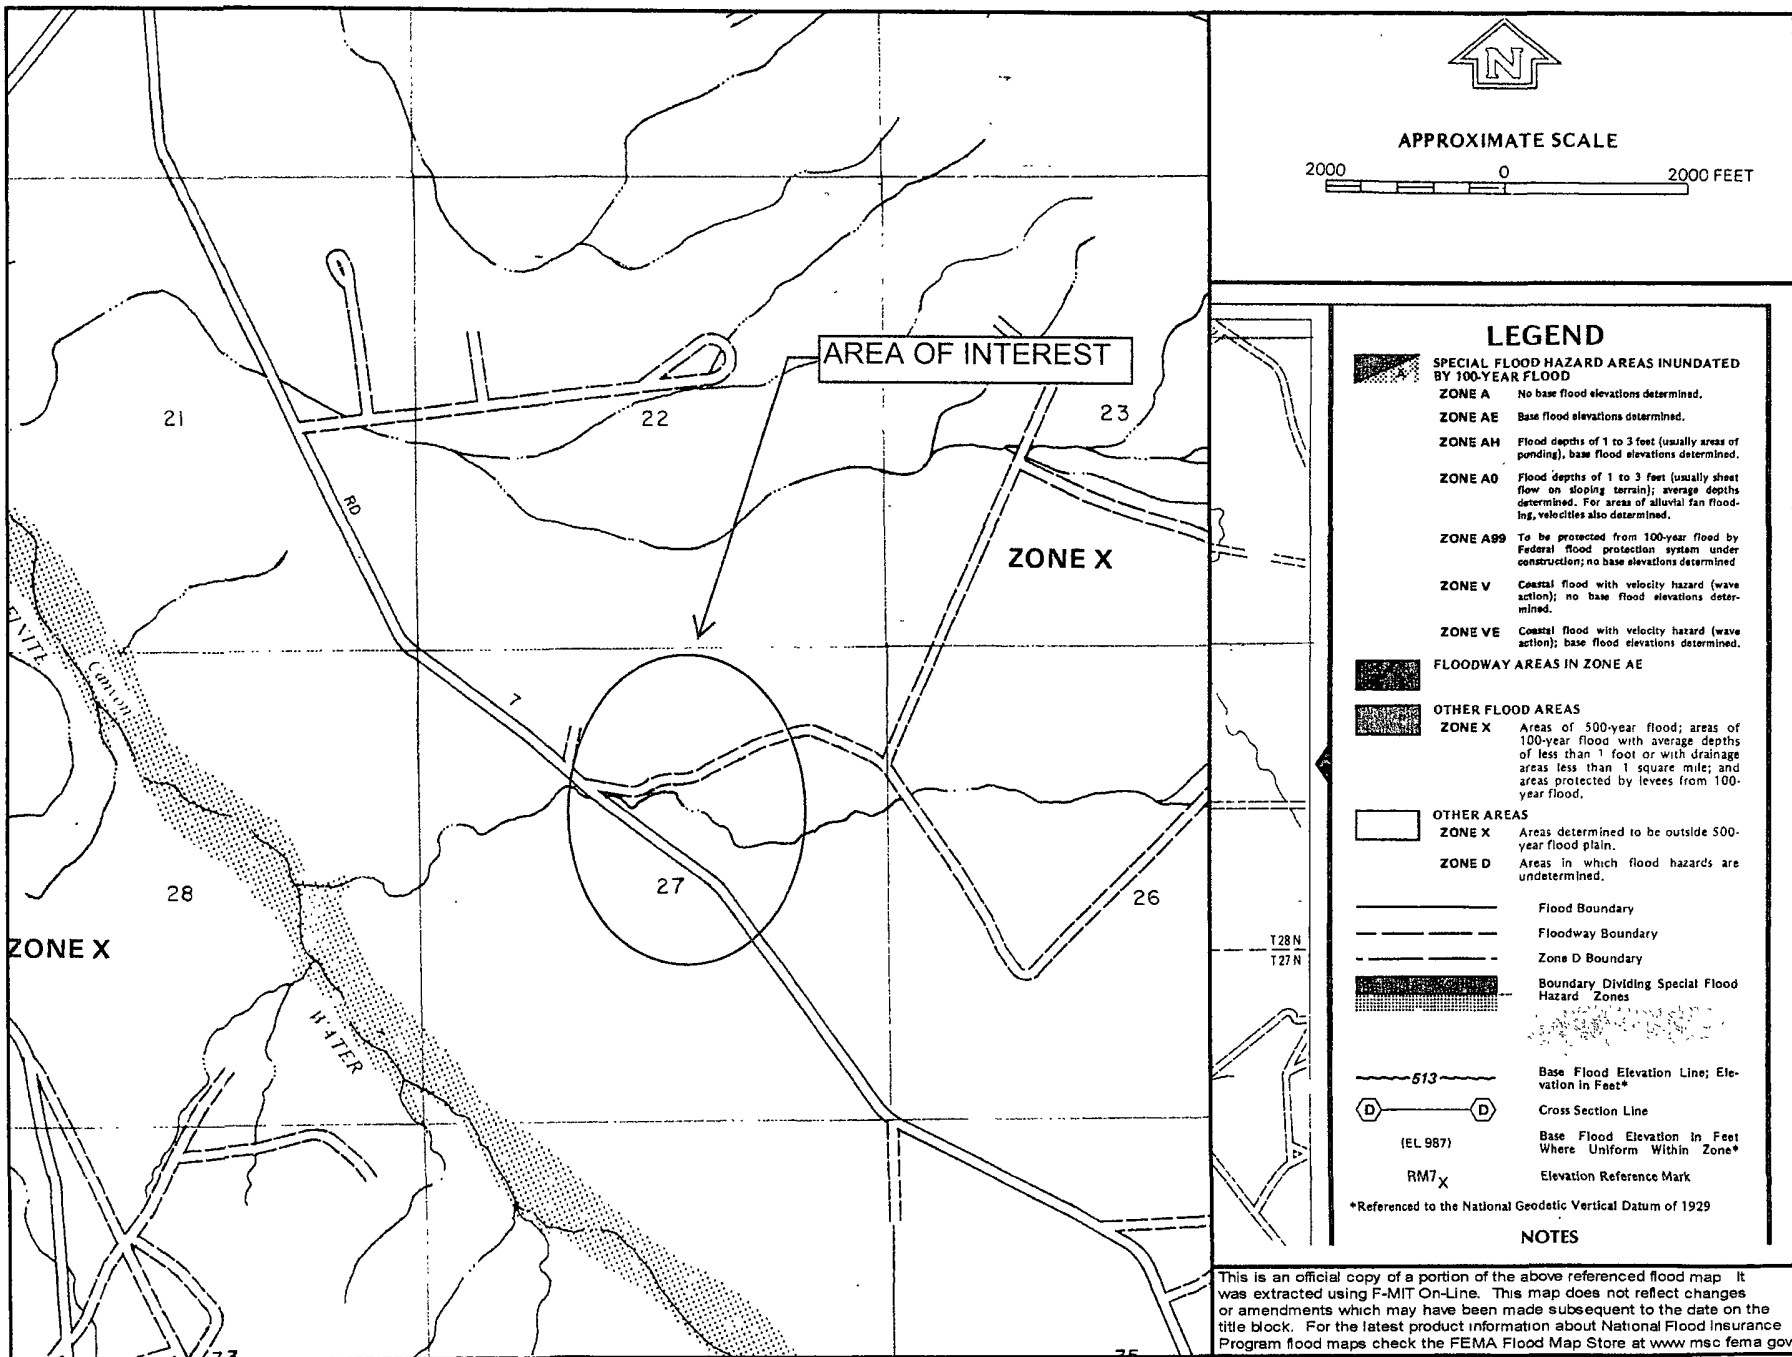 N
APPROXIMATE SCALE
2000 0 2000 FEET
AREA OF INTEREST
21
22
23
RD
ZONE X
Canyon
7
28
27
26
ZONE X
WATER
T 28 N
T 27 N
LEGEND
SPECIAL FLOOD HAZARD AREAS INUNDATED
BY 100-YEAR FLOOD
ZONE A No base flood elevations determined.
ZONE AE Base flood elevations determined.
ZONE AH Flood depths of 1 to 3 feet (usually areas of
ponding), base flood elevations determined.
ZONE A0 Flood depths of 1 to 3 feet (usually sheet
flow on sloping terrain); average depths
determined. For areas of alluvial fan flood-
ing, velocities also determined.
ZONE A99 To be protected from 100-year flood by
Federal flood protection system under
construction; no base elevations determined
ZONE V Coastal flood with velocity hazard (wave
action); no base flood elevations deter-
mined.
ZONE VE Coastal flood with velocity hazard (wave
action); base flood elevations determined.
FLOODWAY AREAS IN ZONE AE
OTHER FLOOD AREAS
ZONE X Areas of 500-year flood; areas of
100-year flood with average depths
of less than 1 foot or with drainage
areas less than 1 square mile; and
areas protected by levees from 100-
year flood.
OTHER AREAS
ZONE X Areas determined to be outside 500-
year flood plain.
ZONE D Areas in which flood hazards are
undetermined.
Flood Boundary
Floodway Boundary
Zone D Boundary
Boundary Dividing Special Flood
Hazard Zones
513 Base Flood Elevation Line; Ele-
vation in Feet*
D D Cross Section Line
(EL 987) Base Flood Elevation in Feet
Where Uniform Within Zone*
RM7X Elevation Reference Mark
*Referenced to the National Geodetic Vertical Datum of 1929
NOTES
This is an official copy of a portion of the above referenced flood map It
was extracted using F-MIT On-Line. This map does not reflect changes
or amendments which may have been made subsequent to the date on the
title block. For the latest product information about National Flood Insurance
Program flood maps check the FEMA Flood Map Store at www msc fema gov